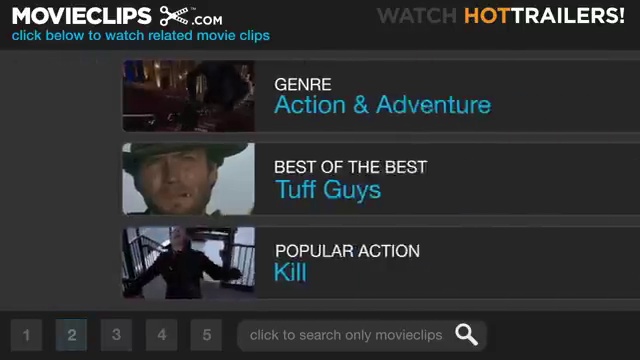 MOVIECLIPS.COM
click below to watch related movie clips
WATCH HOTTRAILERS!
GENRE
Action & Adventure
BEST OF THE BEST
Tuff Guys
POPULAR ACTION
Kill
1 2 3 4 5 click to search only movieclips